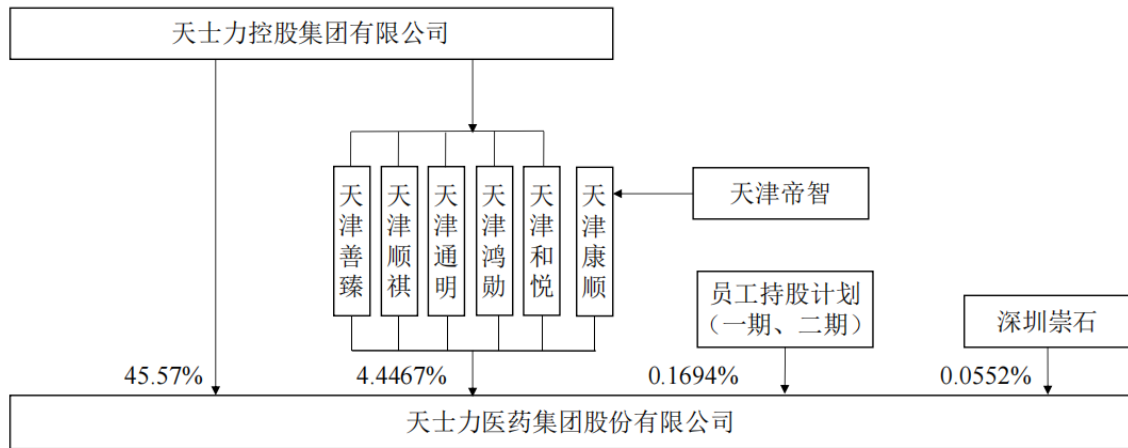 天士力控股集团有限公司
天津善臻
天津顺祺
天津通明
天津鸿勋
天津和悦
天津康顺
天津帝智
员工持股计划
（一期、二期）
深圳崇石
45.57%
4.4467%
0.1694%
0.0552%
天士力医药集团股份有限公司